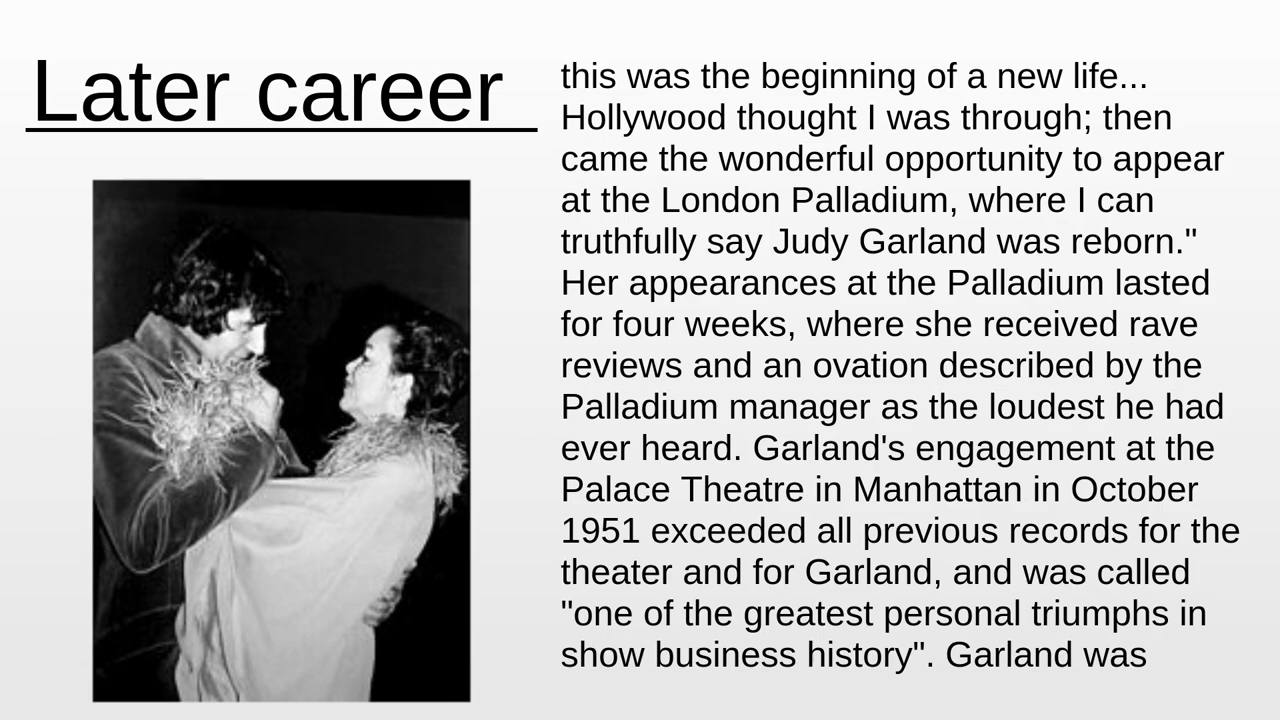 Later career
this was the beginning of a new life...
Hollywood thought I was through; then
came the wonderful opportunity to appear
at the London Palladium, where I can
truthfully say Judy Garland was reborn."
Her appearances at the Palladium lasted
for four weeks, where she received rave
reviews and an ovation described by the
Palladium manager as the loudest he had
ever heard. Garland's engagement at the
Palace Theatre in Manhattan in October
1951 exceeded all previous records for the
theater and for Garland, and was called
"one of the greatest personal triumphs in
show business history". Garland was